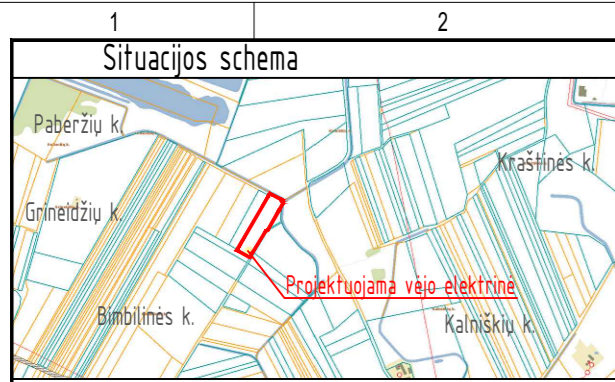 1 2
Situacijos schema
Paberžių k.
Kraštinės k.
Grineidžių k.
Projektuojama vėjo elektrinė
Bimbilinės k.
Kalniškių k.